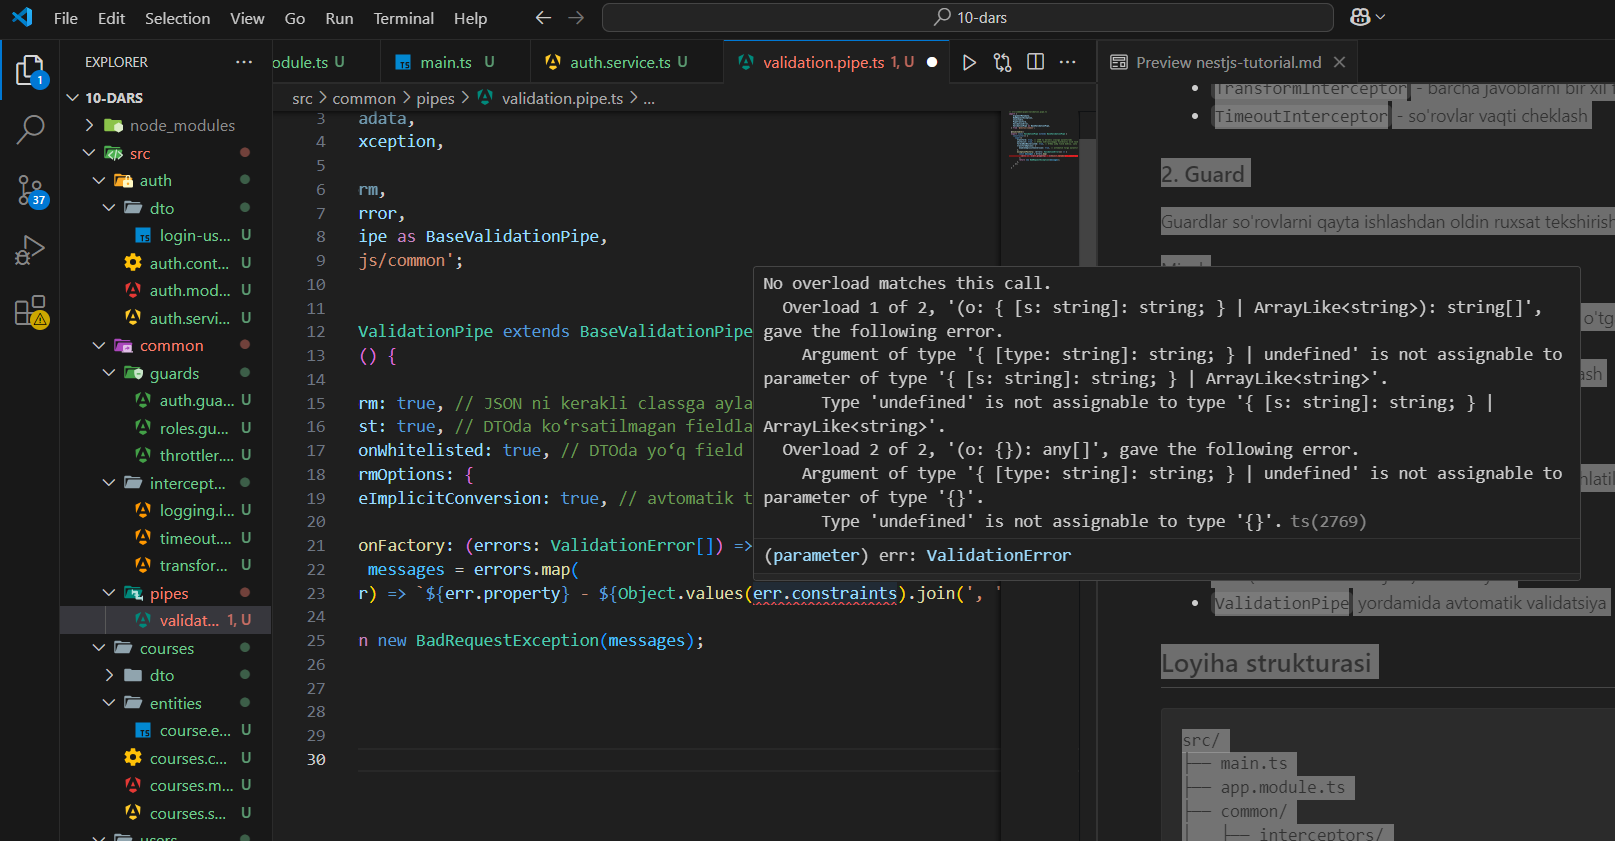 File Edit Selection View Go Run Terminal Help
10-dars
EXPLORER
10-DARS
node_modules
src
auth
dto
login-us... U
auth.cont... U
auth.mod... U
auth.servi... U
common
guards
auth.gua... U
roles.gu... U
throttler.... U
intercept...
logging.i... U
timeout.... U
transfor... U
pipes
validat... 1, U
courses
dto
entities
course.e... U
courses.c... U
courses.m... U
courses.s... U
users
1
37
odule.ts U
main.ts U
auth.service.ts U
validation.pipe.ts 1, U
src > common > pipes > validation.pipe.ts > ...
3 adata,
4 xception,
5
6 rm,
7 rror,
8 ipe as BaseValidationPipe,
9 js/common';
10
11
12 ValidationPipe extends BaseValidationPipe
13 () {
14
15 rm: true, // JSON ni kerakli classga ayla
16 st: true, // DTOda ko‘rsatilmagan fieldla
17 onWhitelisted: true, // DTOda yo‘q field
18 rmOptions: {
19 eImplicitConversion: true, // avtomatik t
20
21 onFactory: (errors: ValidationError[]) =>
22 messages = errors.map(
23 r) => `${err.property} - ${Object.values(err.constraints).join(', '
24
25 n new BadRequestException(messages);
26
27
28
29
30
No overload matches this call.
Overload 1 of 2, '(o: { [s: string]: string; } | ArrayLike<string>): string[]',
gave the following error.
Argument of type '{ [type: string]: string; } | undefined' is not assignable to
parameter of type '{ [s: string]: string; } | ArrayLike<string>'.
Type 'undefined' is not assignable to type '{ [s: string]: string; } |
ArrayLike<string>'.
Overload 2 of 2, '(o: {}): any[]', gave the following error.
Argument of type '{ [type: string]: string; } | undefined' is not assignable to
parameter of type '{}'.
Type 'undefined' is not assignable to type '{}'. ts(2769)
(parameter) err: ValidationError
Preview nestjs-tutorial.md
TransformInterceptor - barcha javoblarni bir xil
TimeoutInterceptor - so'rovlar vaqti cheklash
2. Guard
Guardlar so'rovlarni qayta ishlashdan oldin ruxsat tekshirish
o'tg
ash
hlatil
ValidationPipe yordamida avtomatik validatsiya
Loyiha strukturasi
src/
├── main.ts
├── app.module.ts
├── common/
│ ├── interceptors/